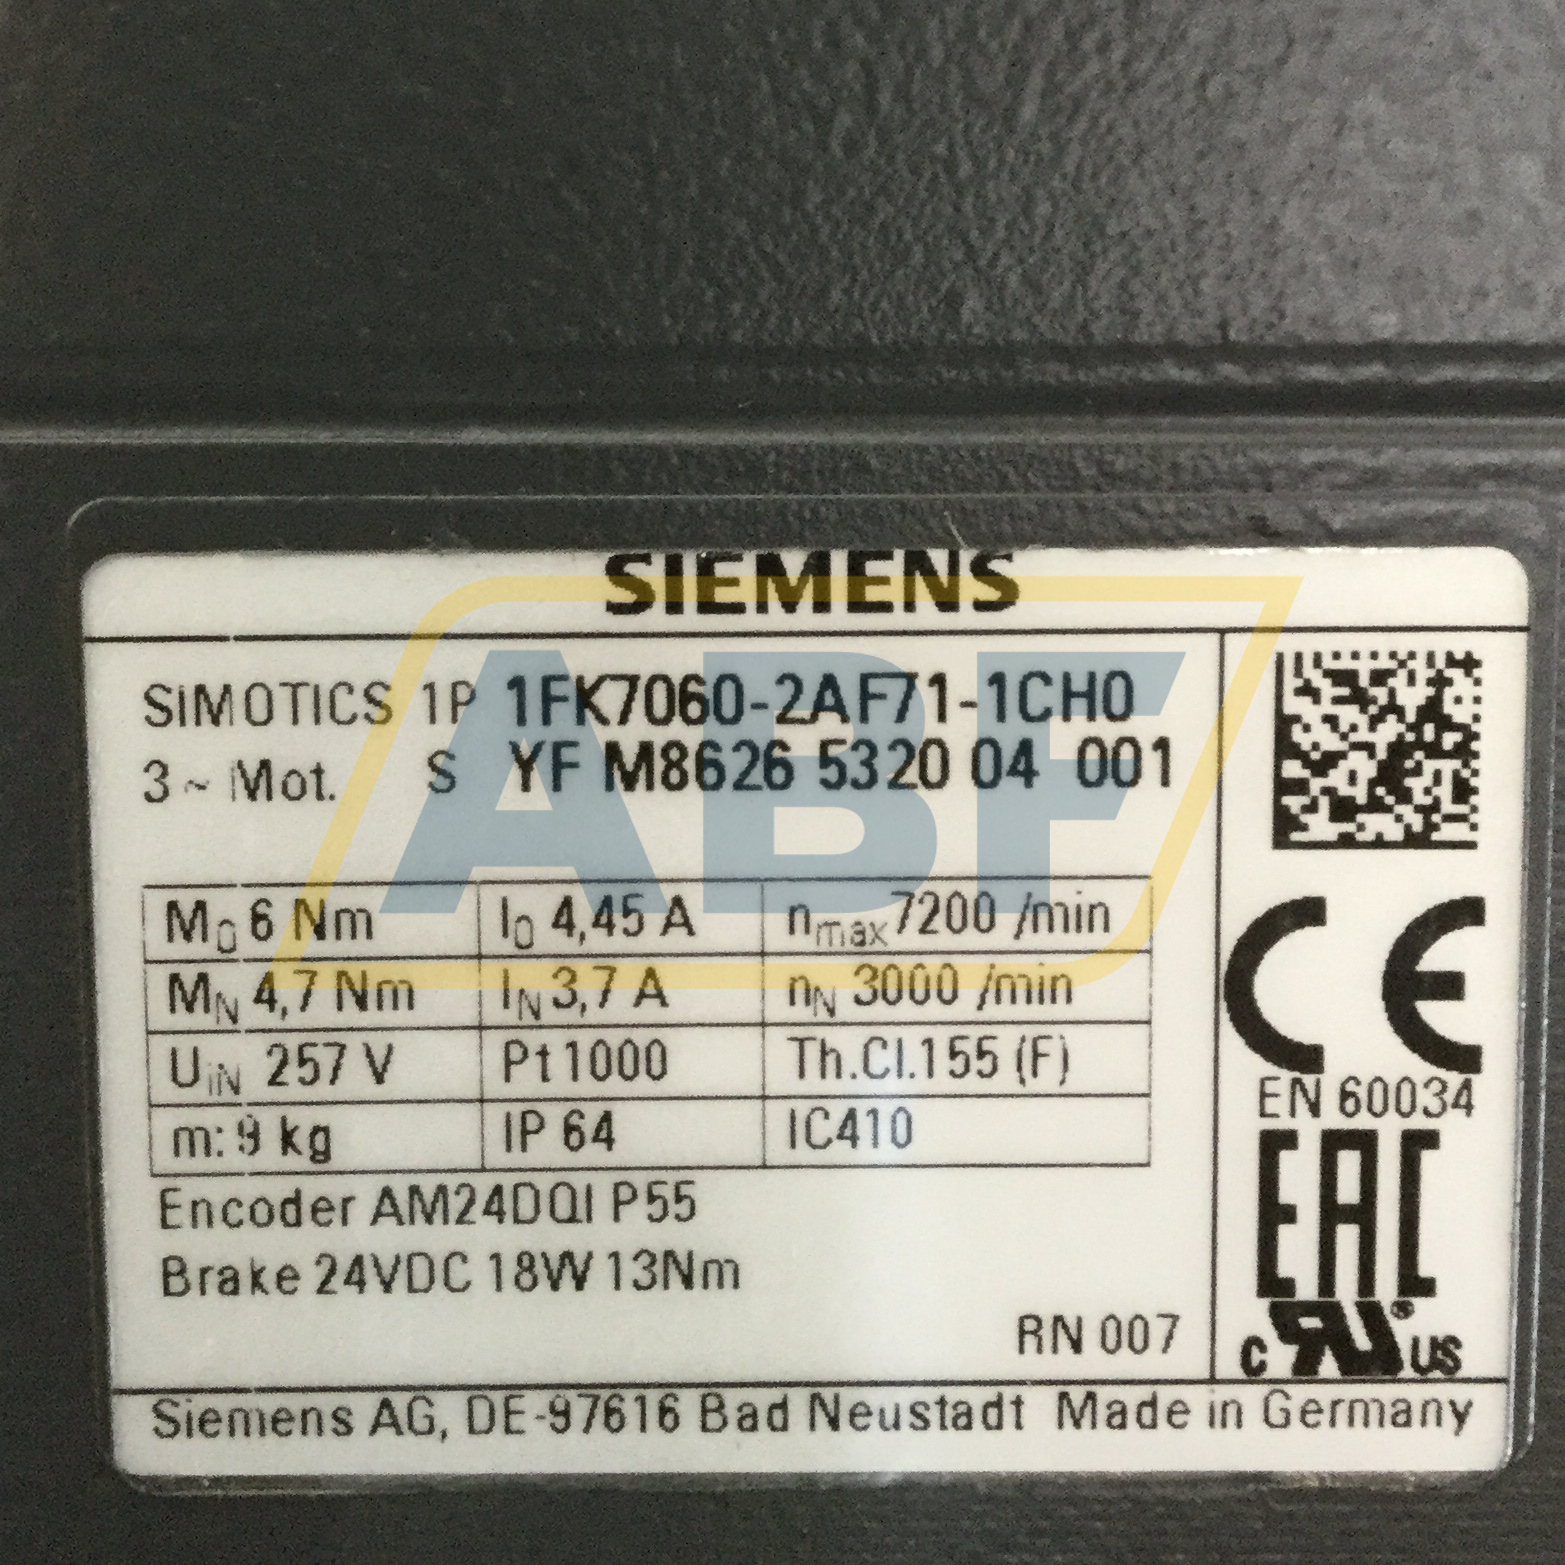 SIEMENS
SIMOTICS 1P 1FK7060-2AF71-1CH0
3 ~ Mot. S YF M8626 5320 04 001
M0 6 Nm I0 4,45 A nmax 7200 /min
MN 4,7 Nm IN 3,7 A nN 3000 /min
UiN 257 V Pt1000 Th.Cl.155 (F)
m: 9 kg IP 64 IC410
Encoder AM24DQI P55
Brake 24VDC 18W 13Nm
RN 007
CE
EN 60034
EAC
c RU® US
Siemens AG, DE-97616 Bad Neustadt Made in Germany
ABF